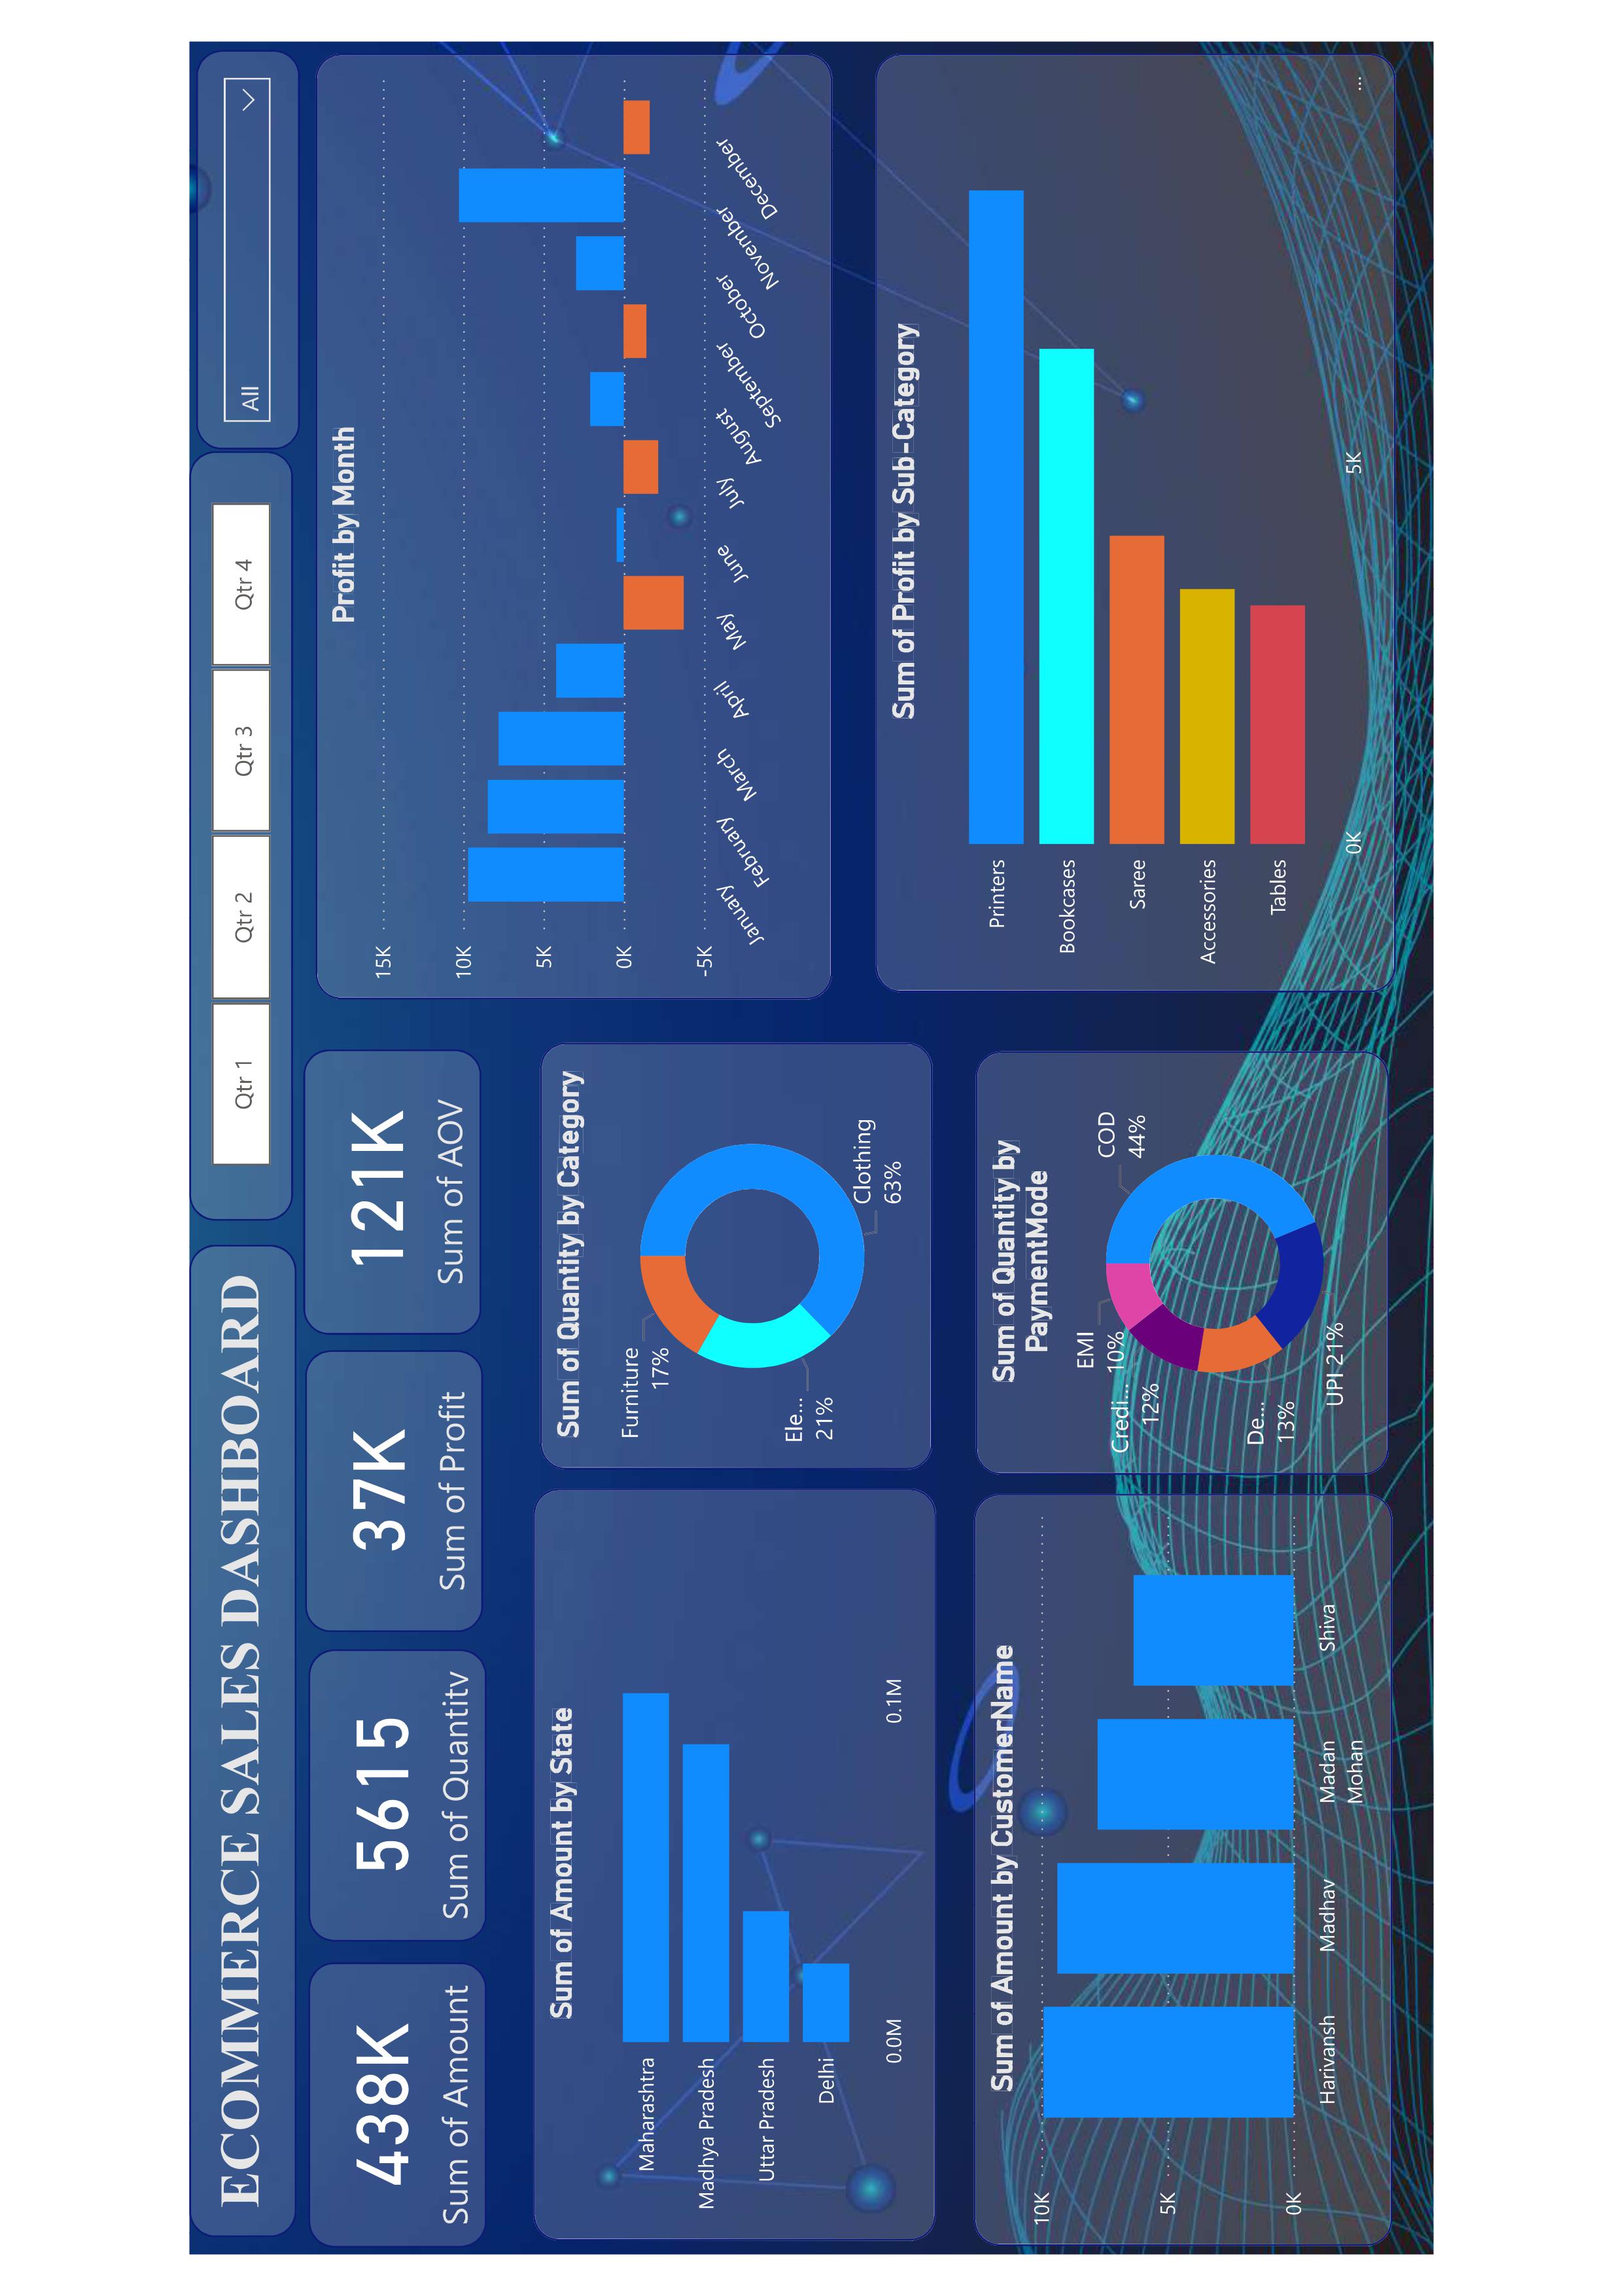 ECOMMERCE SALES DASHBOARD
Qtr 1
Qtr 2
Qtr 3
Qtr 4
All
438K
Sum of Amount
5615
Sum of Quantity
37K
Sum of Profit
121K
Sum of AOV
Profit by Month
15K
10K
5K
0K
-5K
January
February
March
April
May
June
July
August
September
October
November
December
Sum of Amount by State
Maharashtra
Madhya Pradesh
Uttar Pradesh
Delhi
0.0M
0.1M
Sum of Quantity by Category
Furniture
17%
Ele...
21%
Clothing
63%
Sum of Profit by Sub-Category
Printers
Bookcases
Saree
Accessories
Tables
0K
5K
...
Sum of Amount by CustomerName
10K
5K
0K
Harivansh
Madhav
Madan
Mohan
Shiva
Sum of Quantity by
PaymentMode
EMI
10%
COD
44%
Credi...
12%
De...
13%
UPI 21%